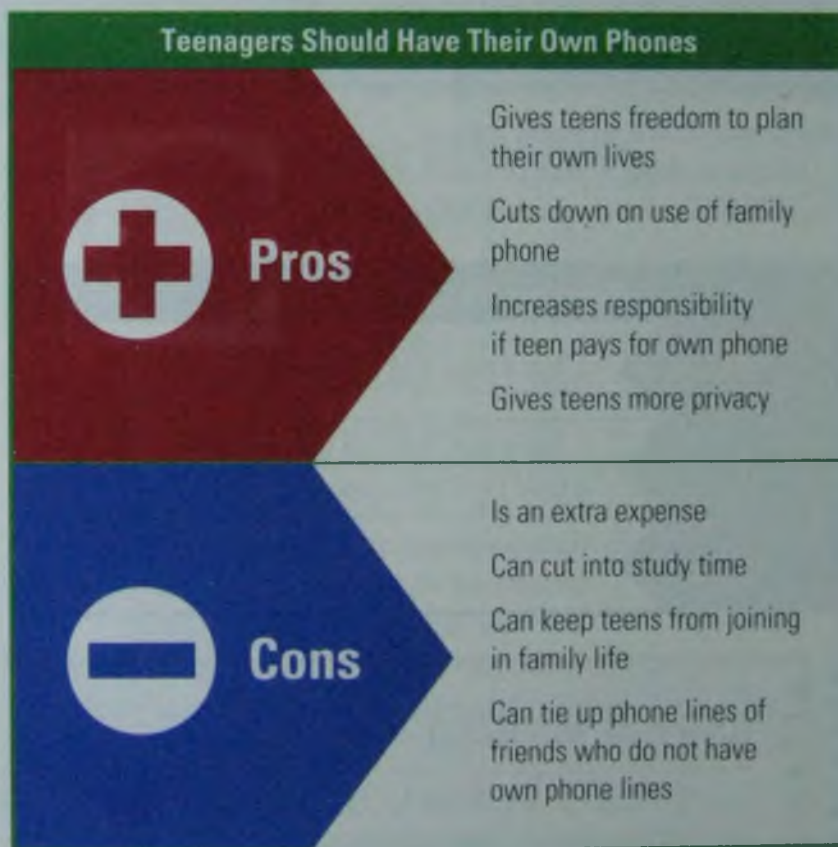 Teenagers Should Have Their Own Phones
Pros
Gives teens freedom to plan
their own lives
Cuts down on use of family
phone
Increases responsibility
if teen pays for own phone
Gives teens more privacy
Cons
Is an extra expense
Can cut into study time
Can keep teens from joining
in family life
Can tie up phone lines of
friends who do not have
own phone lines